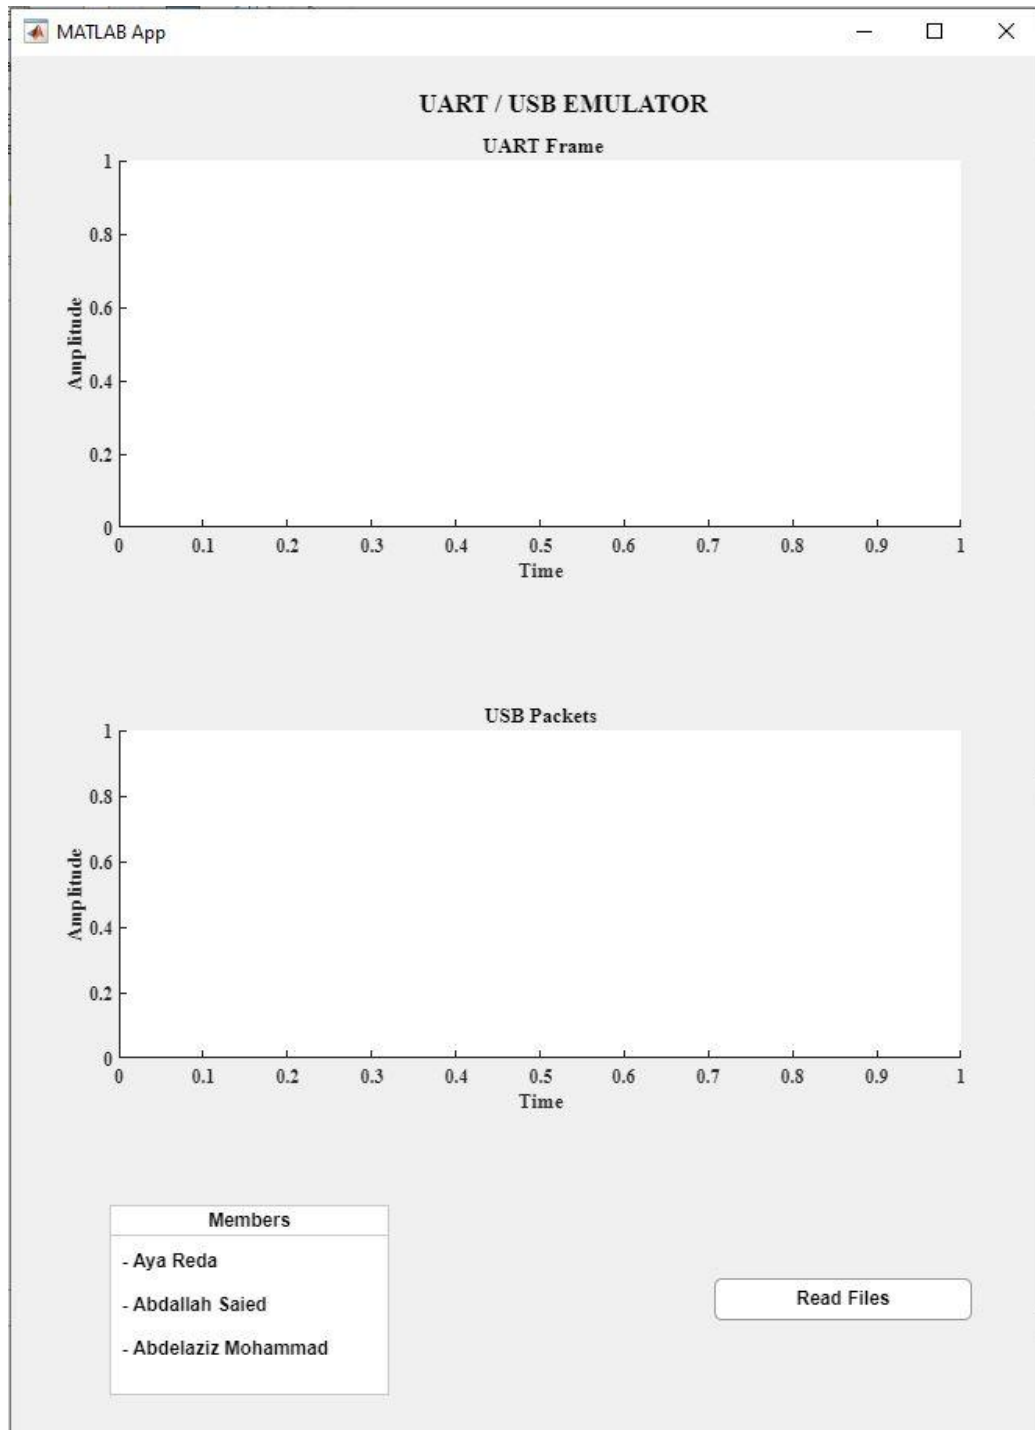 MATLAB App
UART / USB EMULATOR
UART Frame
1
0.8
0.6
0.4
0.2
0
Amplitude
0 0.1 0.2 0.3 0.4 0.5 0.6 0.7 0.8 0.9 1
Time
USB Packets
1
0.8
0.6
0.4
0.2
0
Amplitude
0 0.1 0.2 0.3 0.4 0.5 0.6 0.7 0.8 0.9 1
Time
Members
- Aya Reda
- Abdallah Saied
- Abdelaziz Mohammad
Read Files